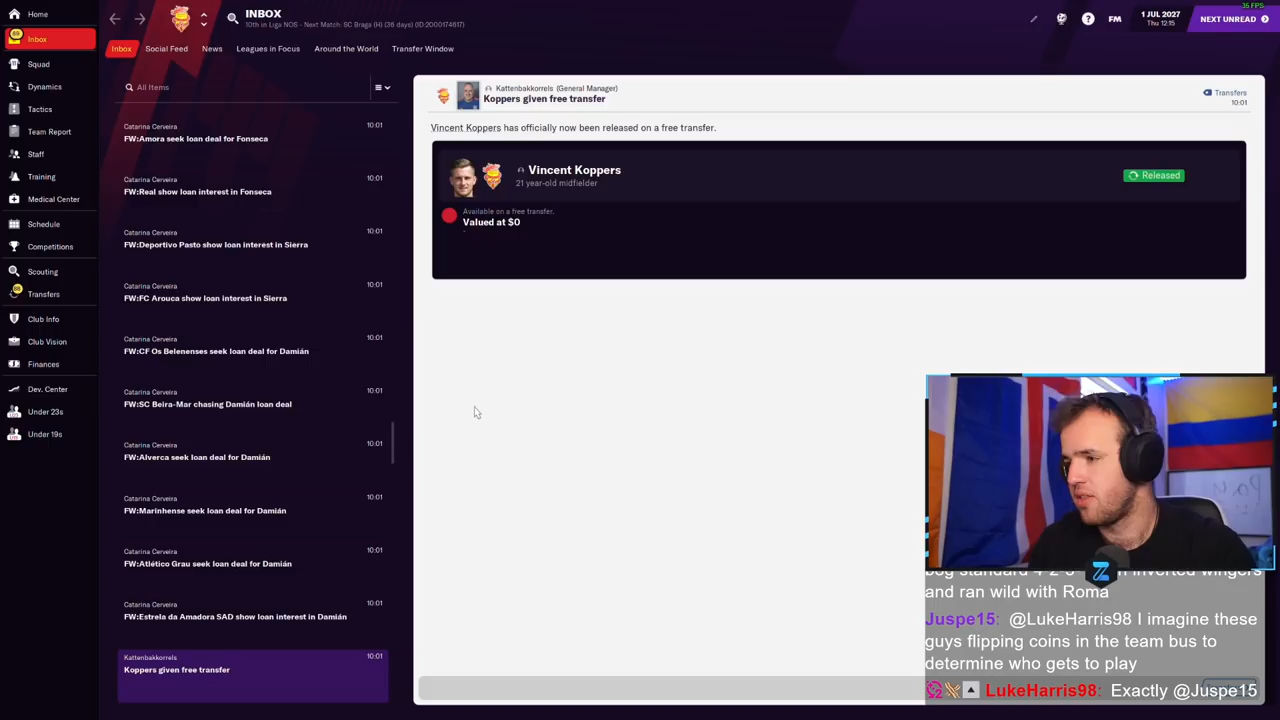 35 FPS
Home
89
Inbox
Squad
Dynamics
Tactics
Team Report
Staff
Training
Medical Center
Schedule
Competitions
Scouting
88
Transfers
Club Info
Club Vision
Finances
Dev. Center
Under 23s
Under 19s
INBOX
10th in Liga NOS - Next Match: SC Braga (H) (36 days) (ID:2000174617)
FM
1 JUL 2027
Thu 12:15
NEXT UNREAD
Inbox
Social Feed
News
Leagues in Focus
Around the World
Transfer Window
All Items
Catarina Cerveira 10:01
FW:Amora seek loan deal for Fonseca
Catarina Cerveira 10:01
FW:Real show loan interest in Fonseca
Catarina Cerveira 10:01
FW:Deportivo Pasto show loan interest in Sierra
Catarina Cerveira 10:01
FW:FC Arouca show loan interest in Sierra
Catarina Cerveira 10:01
FW:CF Os Belenenses seek loan deal for Damián
Catarina Cerveira 10:01
FW:SC Beira-Mar chasing Damián loan deal
Catarina Cerveira 10:01
FW:Alverca seek loan deal for Damián
Catarina Cerveira 10:01
FW:Marinhense seek loan deal for Damián
Catarina Cerveira 10:01
FW:Atlético Grau seek loan deal for Damián
Catarina Cerveira 10:01
FW:Estrela da Amadora SAD show loan interest in Damián
Kattenbakkorrels 10:01
Koppers given free transfer
Kattenbakkorrels (General Manager)
Koppers given free transfer
Transfers
10:01
Vincent Koppers has officially now been released on a free transfer.
Vincent Koppers
21 year-old midfielder
Released
Available on a free transfer.
Valued at $0
-
and ran wild with Roma
Juspe15: @LukeHarris98 I imagine these
guys flipping coins in the team bus to
determine who gets to play
LukeHarris98: Exactly @Juspe15